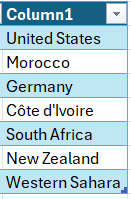 Column1
United States
Morocco
Germany
Côte d'Ivoire
South Africa
New Zealand
Western Sahara